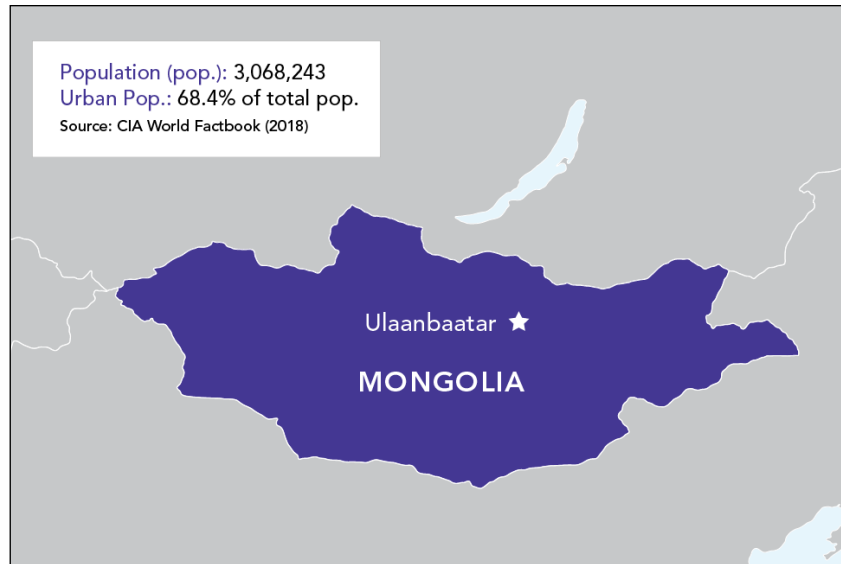 Population (pop.): 3,068,243
Urban Pop.: 68.4% of total pop.
Source: CIA World Factbook (2018)
Ulaanbaatar
MONGOLIA